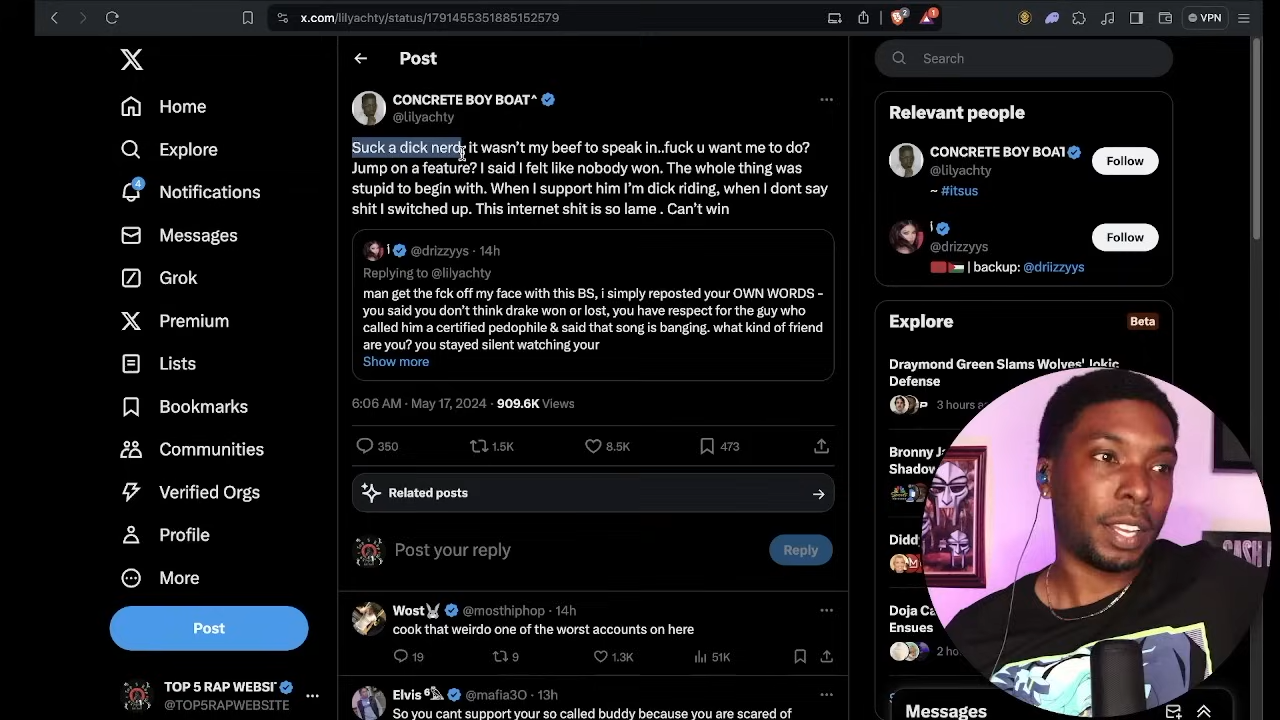 x.com/lilyachty/status/1791455351885152579
2
1
VPN
Home
Explore
4
Notifications
Messages
Grok
Premium
Lists
Bookmarks
Communities
Verified Orgs
Profile
More
Post
TOP 5 RAP WEBSI
@TOP5RAPWEBSITE
Post
CONCRETE BOY BOAT^
@lilyachty
Suck a dick nerd, it wasn't my beef to speak in..fuck u want me to do?
Jump on a feature? I said I felt like nobody won. The whole thing was
stupid to begin with. When I support him I'm dick riding, when I dont say
shit I switched up. This internet shit is so lame . Can't win
@drizzyys · 14h
Replying to @lilyachty
man get the fck off my face with this BS, i simply reposted your OWN WORDS -
you said you don't think drake won or lost, you have respect for the guy who
called him a certified pedophile & said that song is banging. what kind of friend
are you? you stayed silent watching your
Show more
6:06 AM · May 17, 2024 · 909.6K Views
350
1.5K
8.5K
473
Related posts
Post your reply
Reply
Wost @mosthiphop · 14h
cook that weirdo one of the worst accounts on here
19
9
1.3K
51K
Elvis @mafia3O · 13h
So you cant support your so called buddy because you are scared of
Search
Relevant people
CONCRETE BOY BOAT
@lilyachty
Follow
~ #itsus
@drizzyys
Follow
| backup: @driizzyys
Explore
Beta
Draymond Green Slams Wolves' Jokic
Defense
3 hours
Bronny
Shadow
Didd
Doja
Ensues
2
CASH
Messages